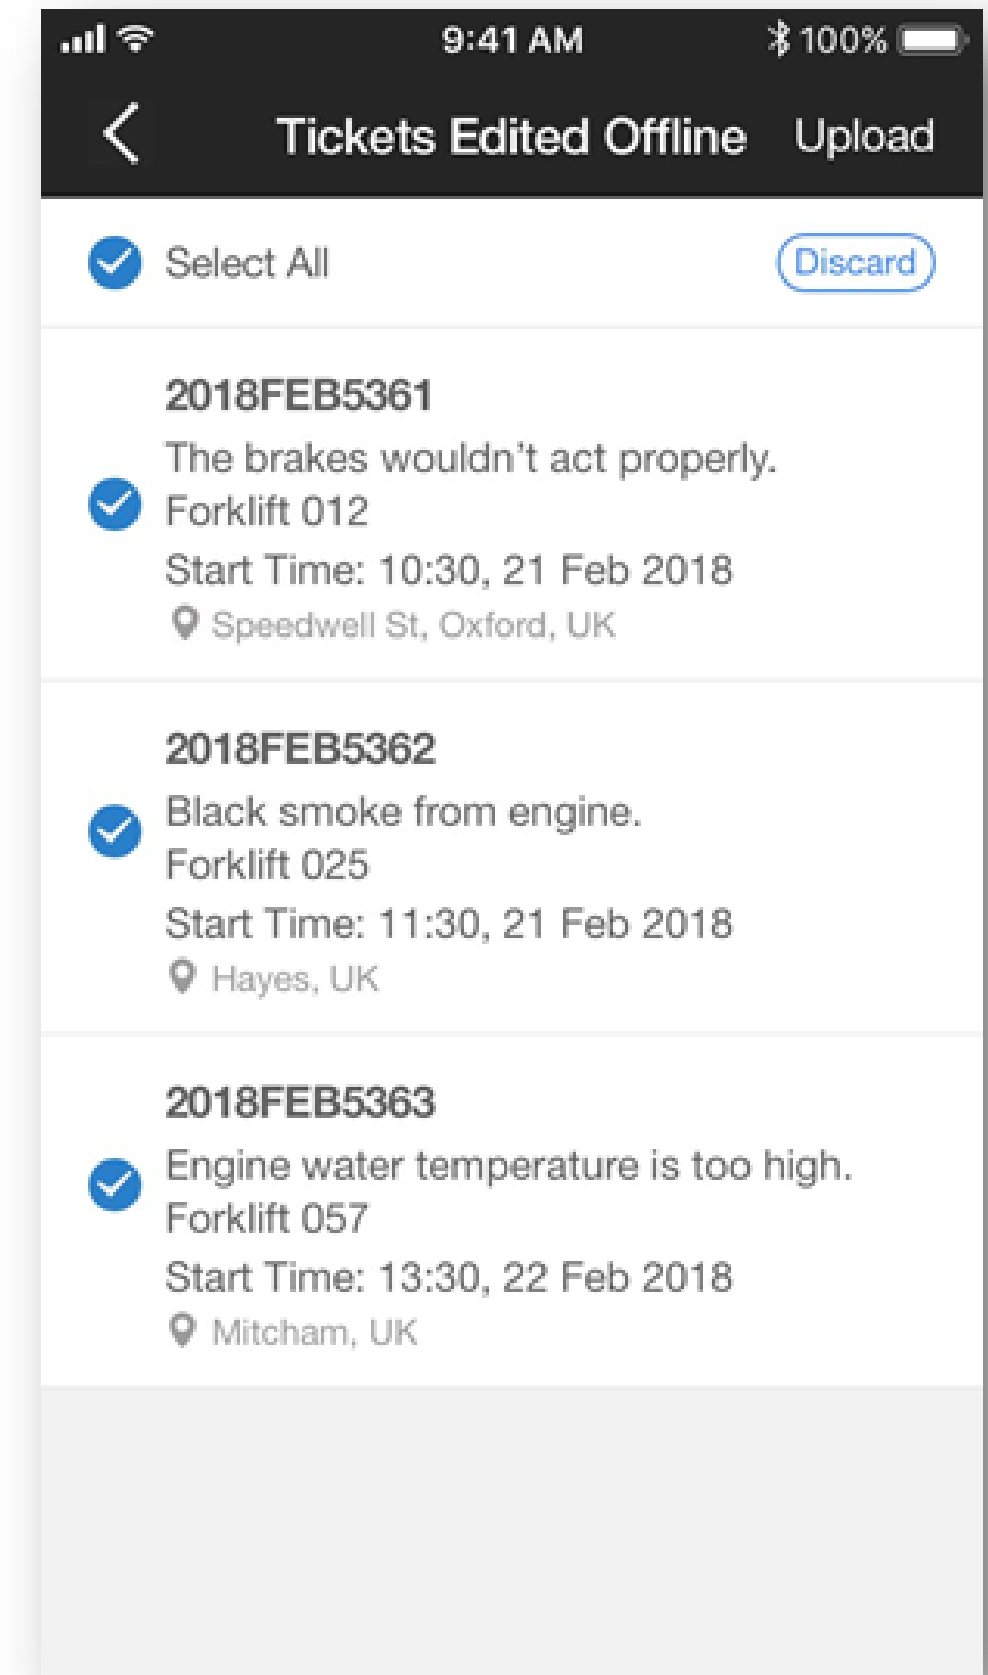 9:41 AM 100%
Tickets Edited Offline Upload
Select All Discard
2018FEB5361
The brakes wouldn't act properly.
Forklift 012
Start Time: 10:30, 21 Feb 2018
Speedwell St, Oxford, UK
2018FEB5362
Black smoke from engine.
Forklift 025
Start Time: 11:30, 21 Feb 2018
Hayes, UK
2018FEB5363
Engine water temperature is too high.
Forklift 057
Start Time: 13:30, 22 Feb 2018
Mitcham, UK